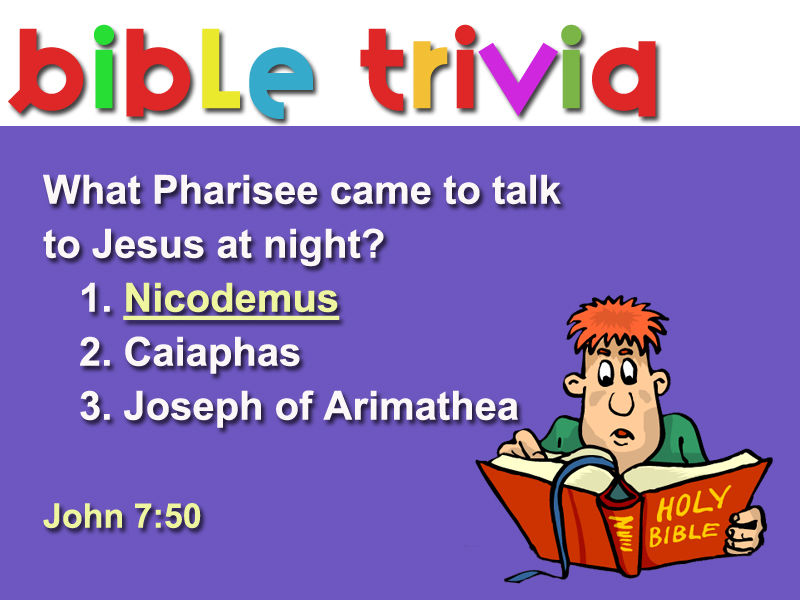 bible trivia
What Pharisee came to talk
to Jesus at night?
1. Nicodemus
2. Caiaphas
3. Joseph of Arimathea
John 7:50
HOLY
BIBLE